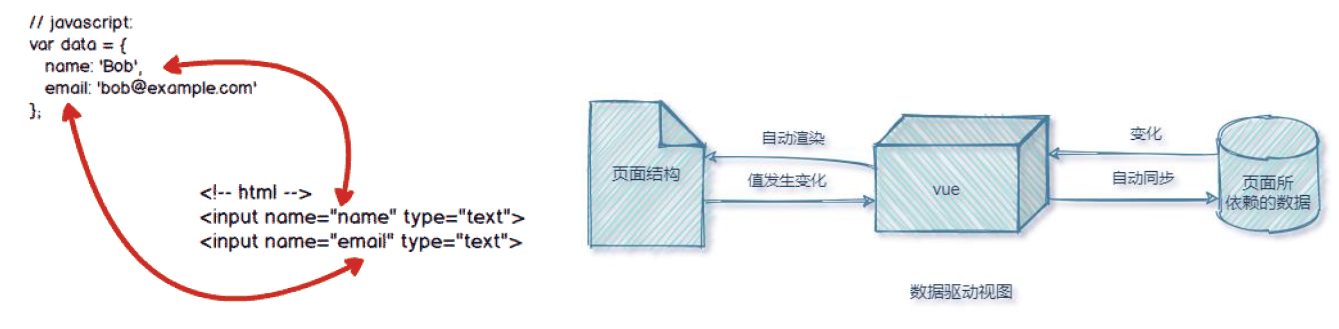 // javascript:
var data = {
name: 'Bob',
email: 'bob@example.com'
};
<!-- html -->
<input name="name" type="text">
<input name="email" type="text">
页面结构
自动渲染
值发生变化
vue
变化
自动同步
页面所
依赖的数据
数据驱动视图